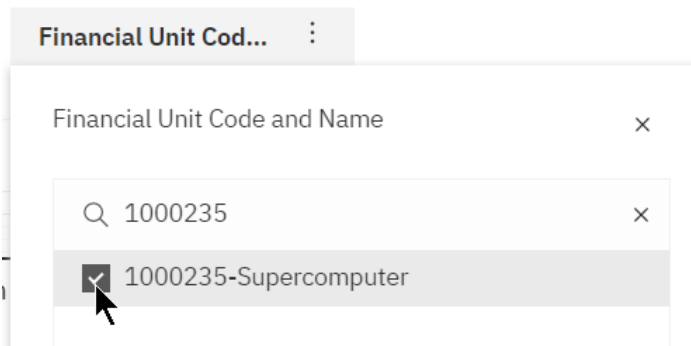 Financial Unit Cod...
Financial Unit Code and Name
1000235
1000235-Supercomputer